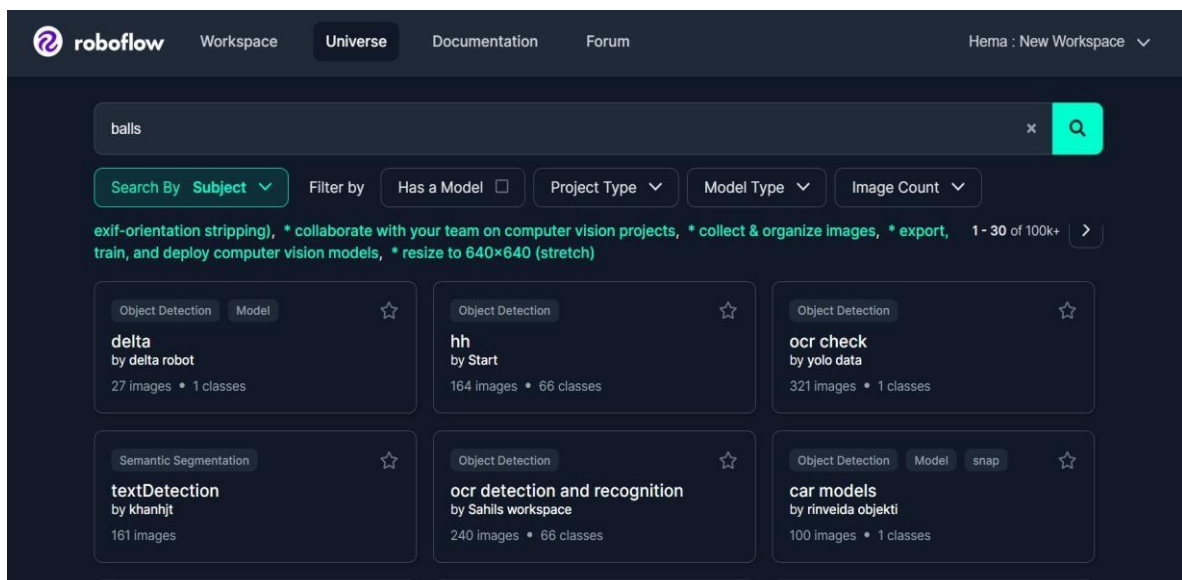 roboflow Workspace Universe Documentation Forum Hema : New Workspace
balls ×
Search By Subject Filter by Has a Model Project Type Model Type Image Count
exif-orientation stripping), * collaborate with your team on computer vision projects, * collect & organize images, * export, 1 - 30 of 100k+
train, and deploy computer vision models, * resize to 640×640 (stretch)
Object Detection Model
delta
by delta robot
27 images • 1 classes
Object Detection
hh
by Start
164 images • 66 classes
Object Detection
ocr check
by yolo data
321 images • 1 classes
Semantic Segmentation
textDetection
by khanhjt
161 images
Object Detection
ocr detection and recognition
by Sahils workspace
240 images • 66 classes
Object Detection Model snap
car models
by rinveida objekti
100 images • 1 classes